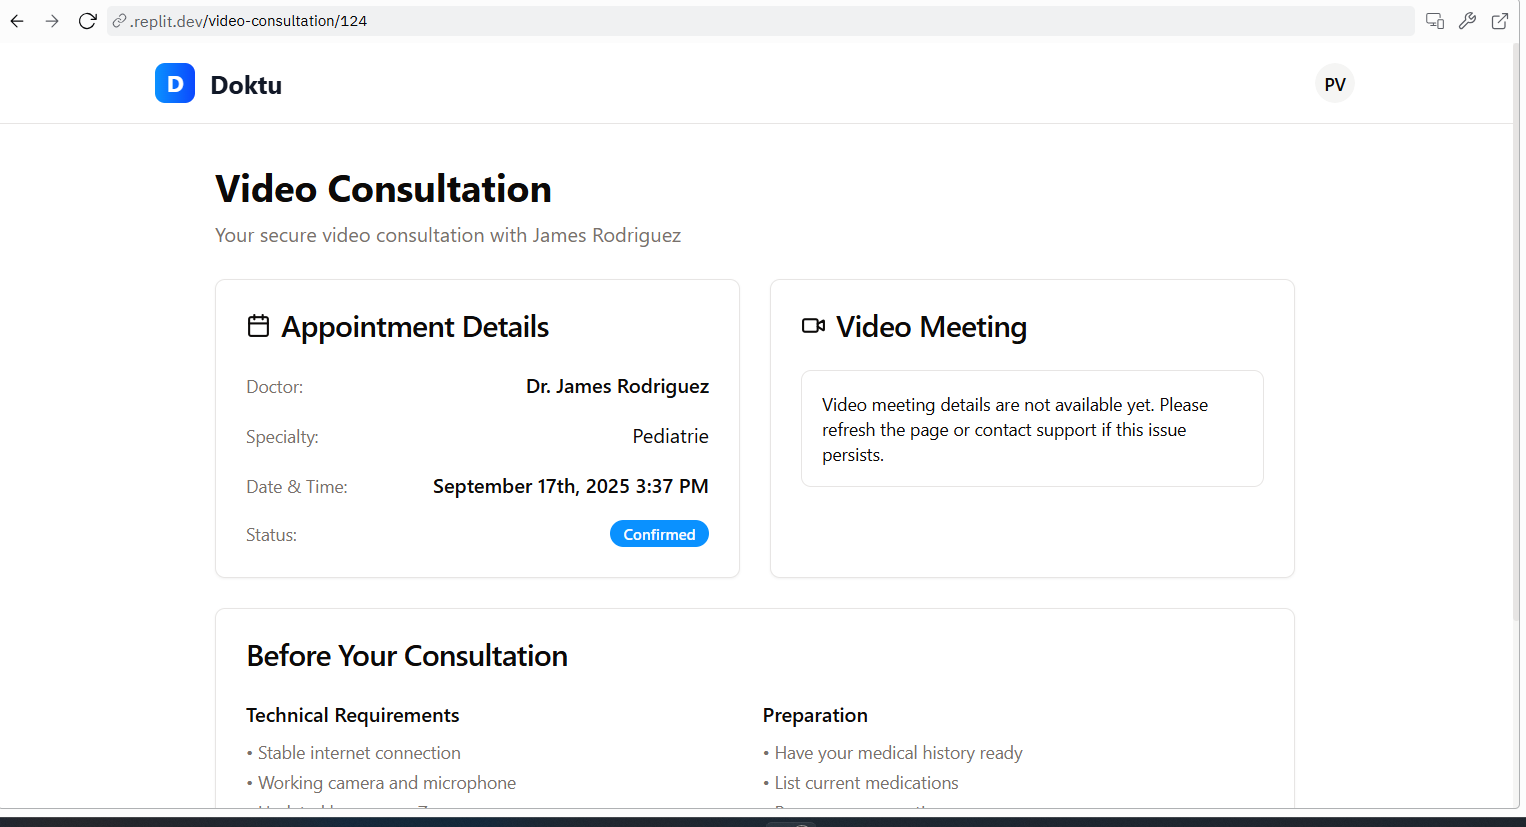 .replit.dev/video-consultation/124
D Doktu
PV
Video Consultation
Your secure video consultation with James Rodriguez
Appointment Details
Doctor: Dr. James Rodriguez
Specialty: Pediatrie
Date & Time: September 17th, 2025 3:37 PM
Status: Confirmed
Video Meeting
Video meeting details are not available yet. Please
refresh the page or contact support if this issue
persists.
Before Your Consultation
Technical Requirements
• Stable internet connection
• Working camera and microphone
Preparation
• Have your medical history ready
• List current medications